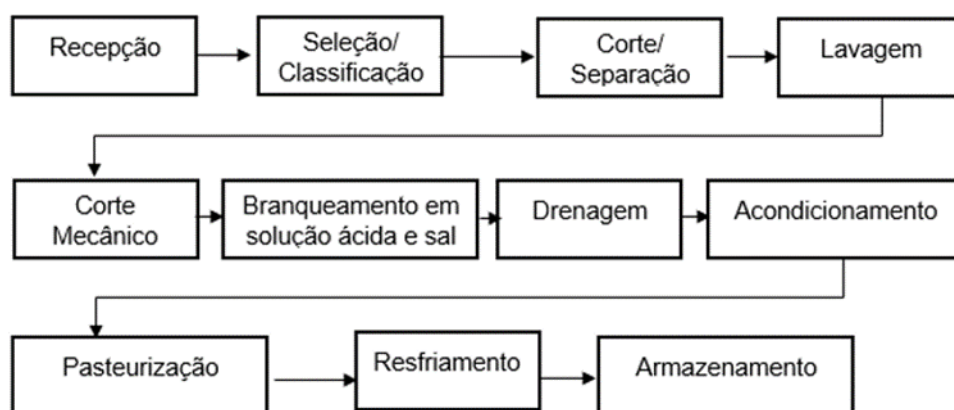 Recepção
Seleção/
Classificação
Corte/
Separação
Lavagem
Corte
Mecânico
Branqueamento em
solução ácida e sal
Drenagem
Acondicionamento
Pasteurização
Resfriamento
Armazenamento